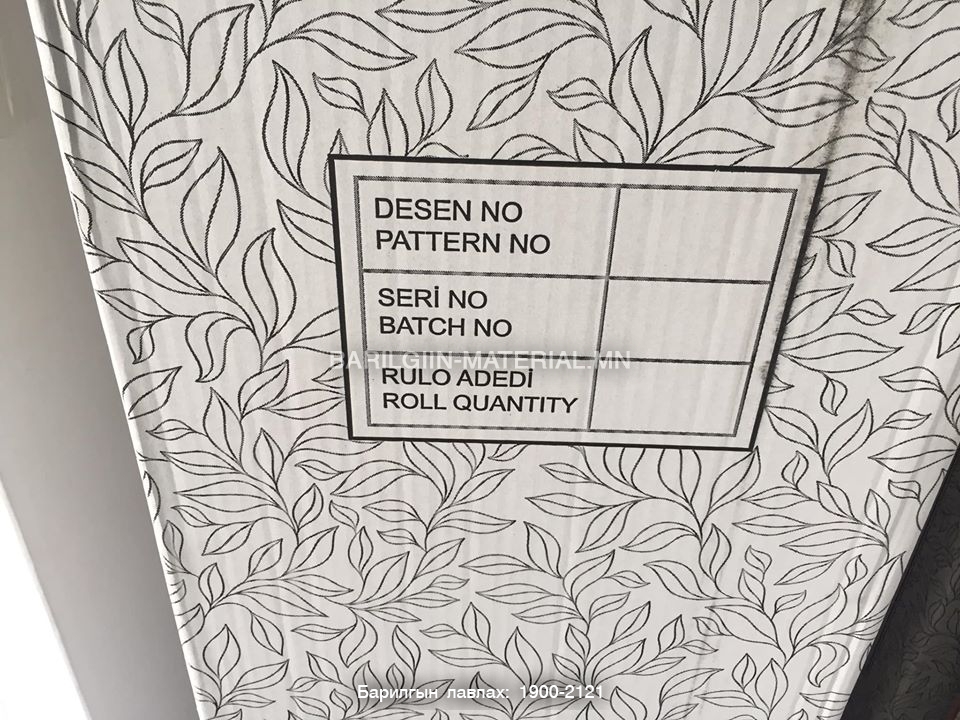 DESEN NO
PATTERN NO
SERİ NO
BATCH NO
BARILGIIN-MATERIAL.MN
RULO ADEDİ
ROLL QUANTITY
Барилгын лавлах: 1900-2121